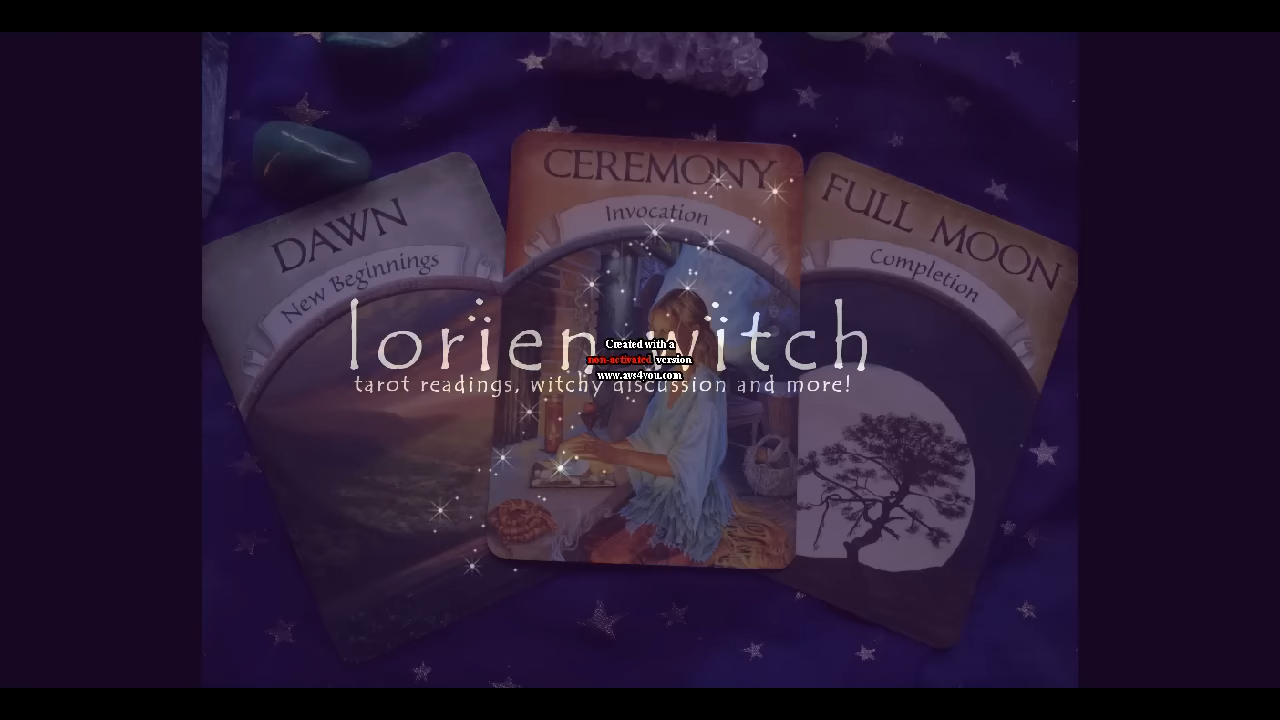 CEREMONY
Invocation
DAWN
New Beginnings
FULL MOON
Completion
lorien witch
tarot readings, witchy discussion and more!
Created with a
non-activated version
www.avs4you.com